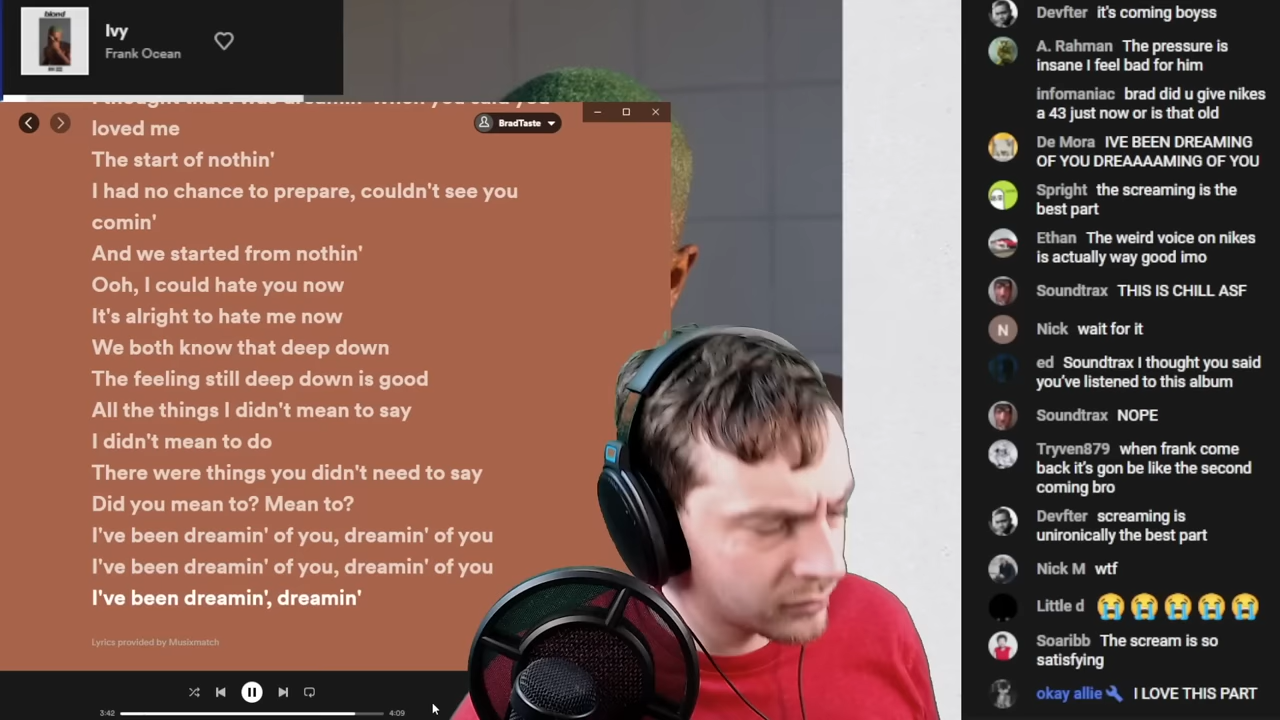 blond
Ivy
Frank Ocean
I thought that I was dreamin' when you said you
loved me
BradTaste
The start of nothin'
I had no chance to prepare, couldn't see you
comin'
And we started from nothin'
Ooh, I could hate you now
It's alright to hate me now
We both know that deep down
The feeling still deep down is good
All the things I didn't mean to say
I didn't mean to do
There were things you didn't need to say
Did you mean to? Mean to?
I've been dreamin' of you, dreamin' of you
I've been dreamin' of you, dreamin' of you
I've been dreamin', dreamin'
Lyrics provided by Musixmatch
3:42
4:09
Devfter it's coming boyss
A. Rahman The pressure is
insane I feel bad for him
infomaniac brad did u give nikes
a 43 just now or is that old
De Mora IVE BEEN DREAMING
OF YOU DREAAAAMING OF YOU
Spright the screaming is the
best part
Ethan The weird voice on nikes
is actually way good imo
Soundtrax THIS IS CHILL ASF
N
Nick wait for it
ed Soundtrax I thought you said
you've listened to this album
Soundtrax NOPE
Tryven879 when frank come
back it's gon be like the second
coming bro
Devfter screaming is
unironically the best part
Nick M wtf
Little d 😭😭😭😭😭
Soaribb The scream is so
satisfying
okay allie I LOVE THIS PART